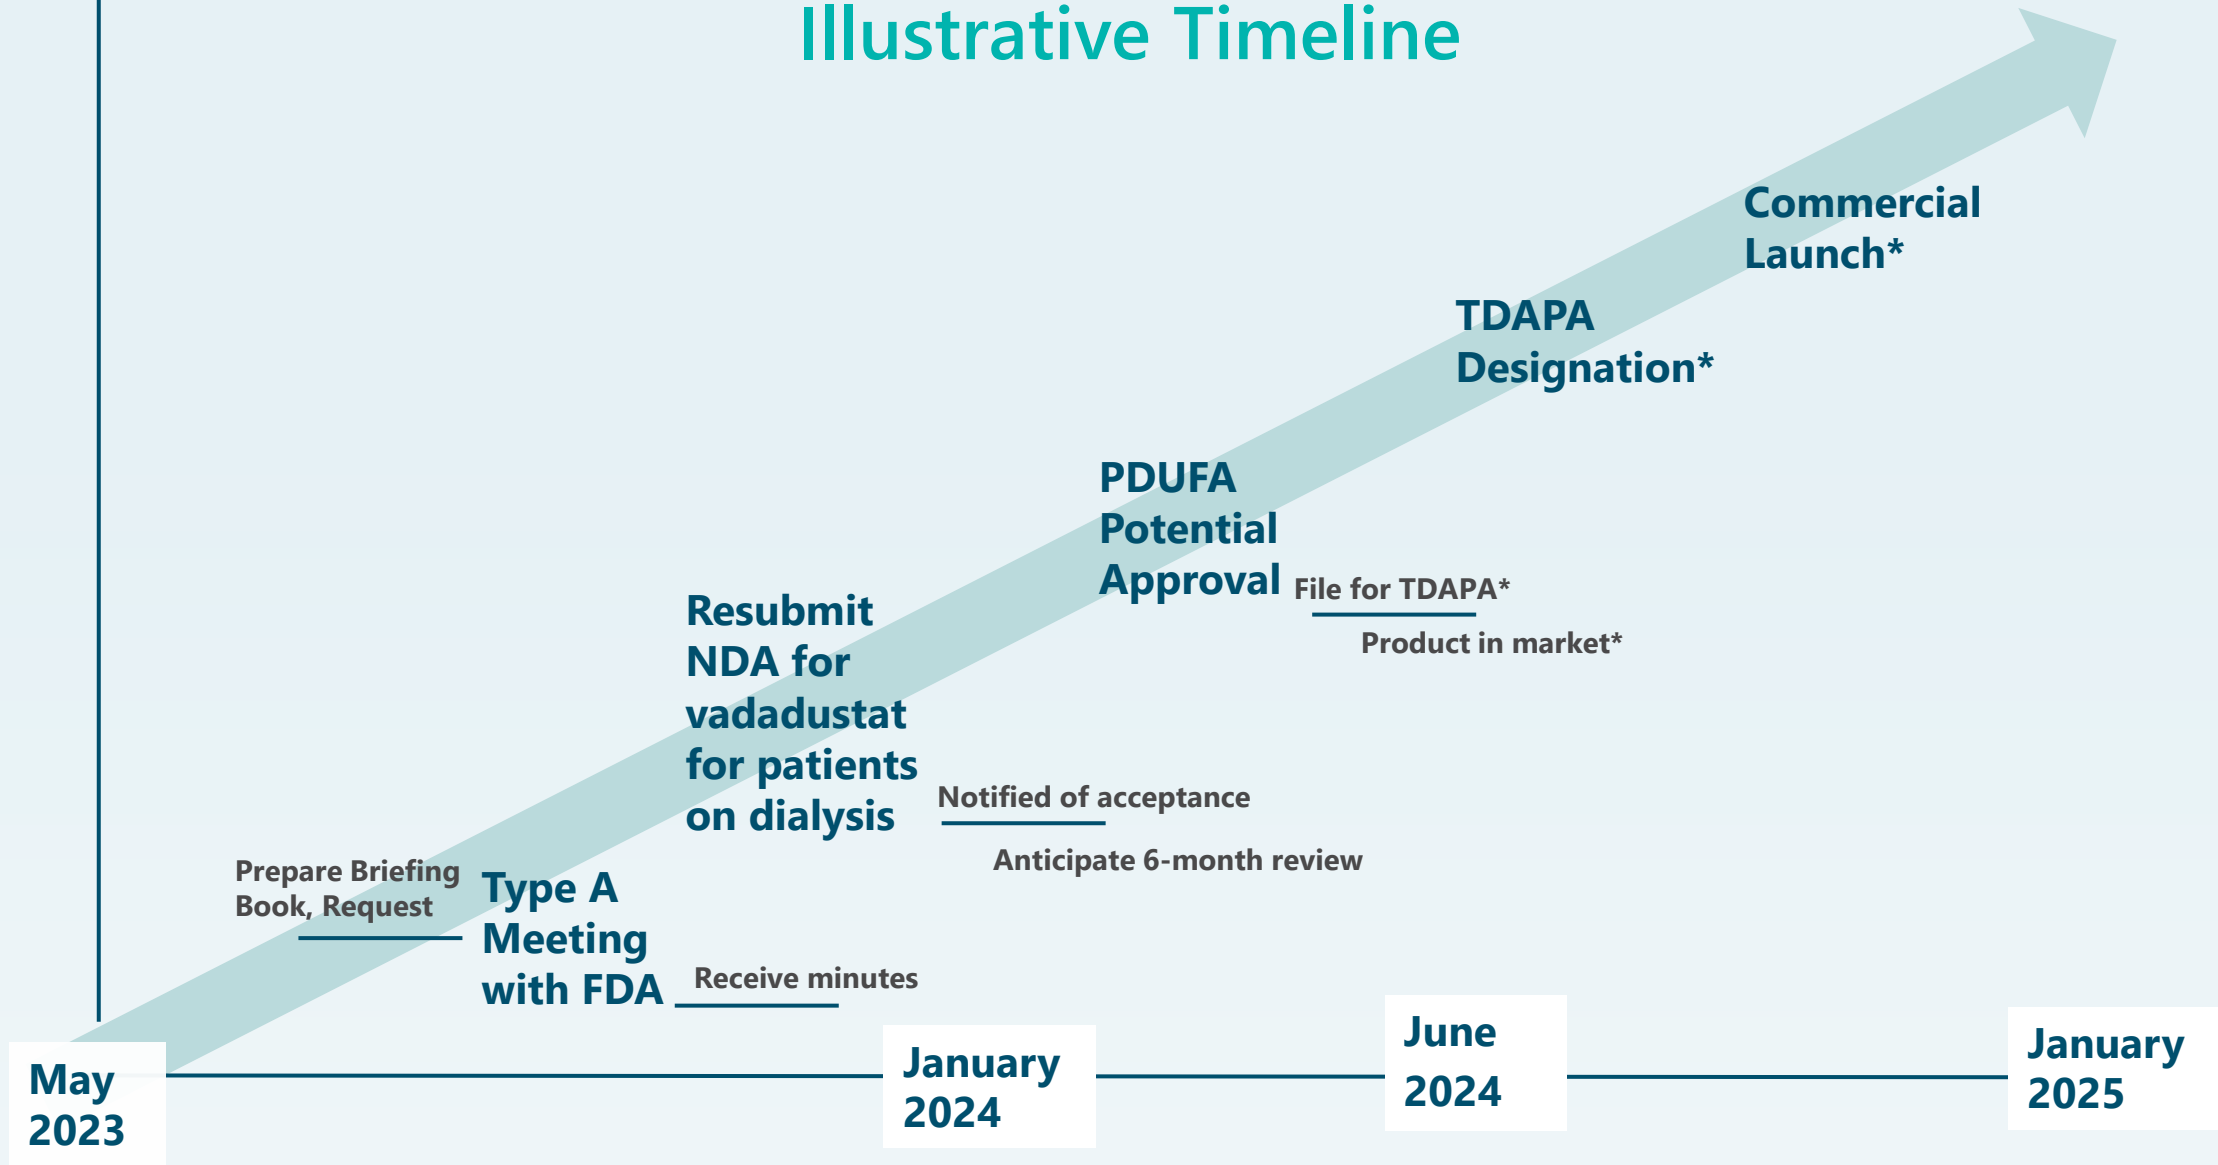 Illustrative Timeline
Commercial
Launch*
TDAPA
Designation*
PDUFA
Potential
Approval
File for TDAPA*
Product in market*
Resubmit
NDA for
vadadustat
for patients
on dialysis
Notified of acceptance
Anticipate 6-month review
Prepare Briefing
Book, Request
Type A
Meeting
with FDA
Receive minutes
May
2023
January
2024
June
2024
January
2025